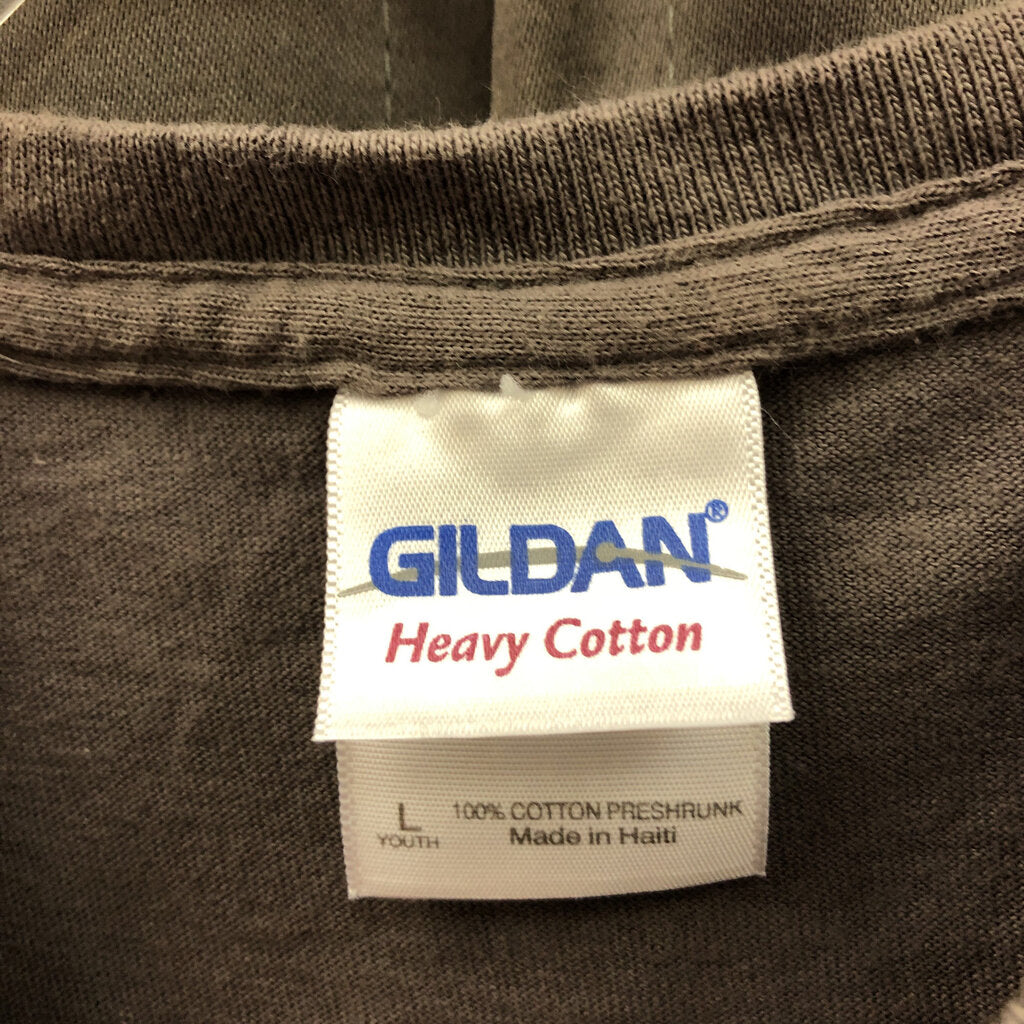 GILDAN®
Heavy Cotton
L
YOUTH
100% COTTON PRESHRUNK
Made in Haiti